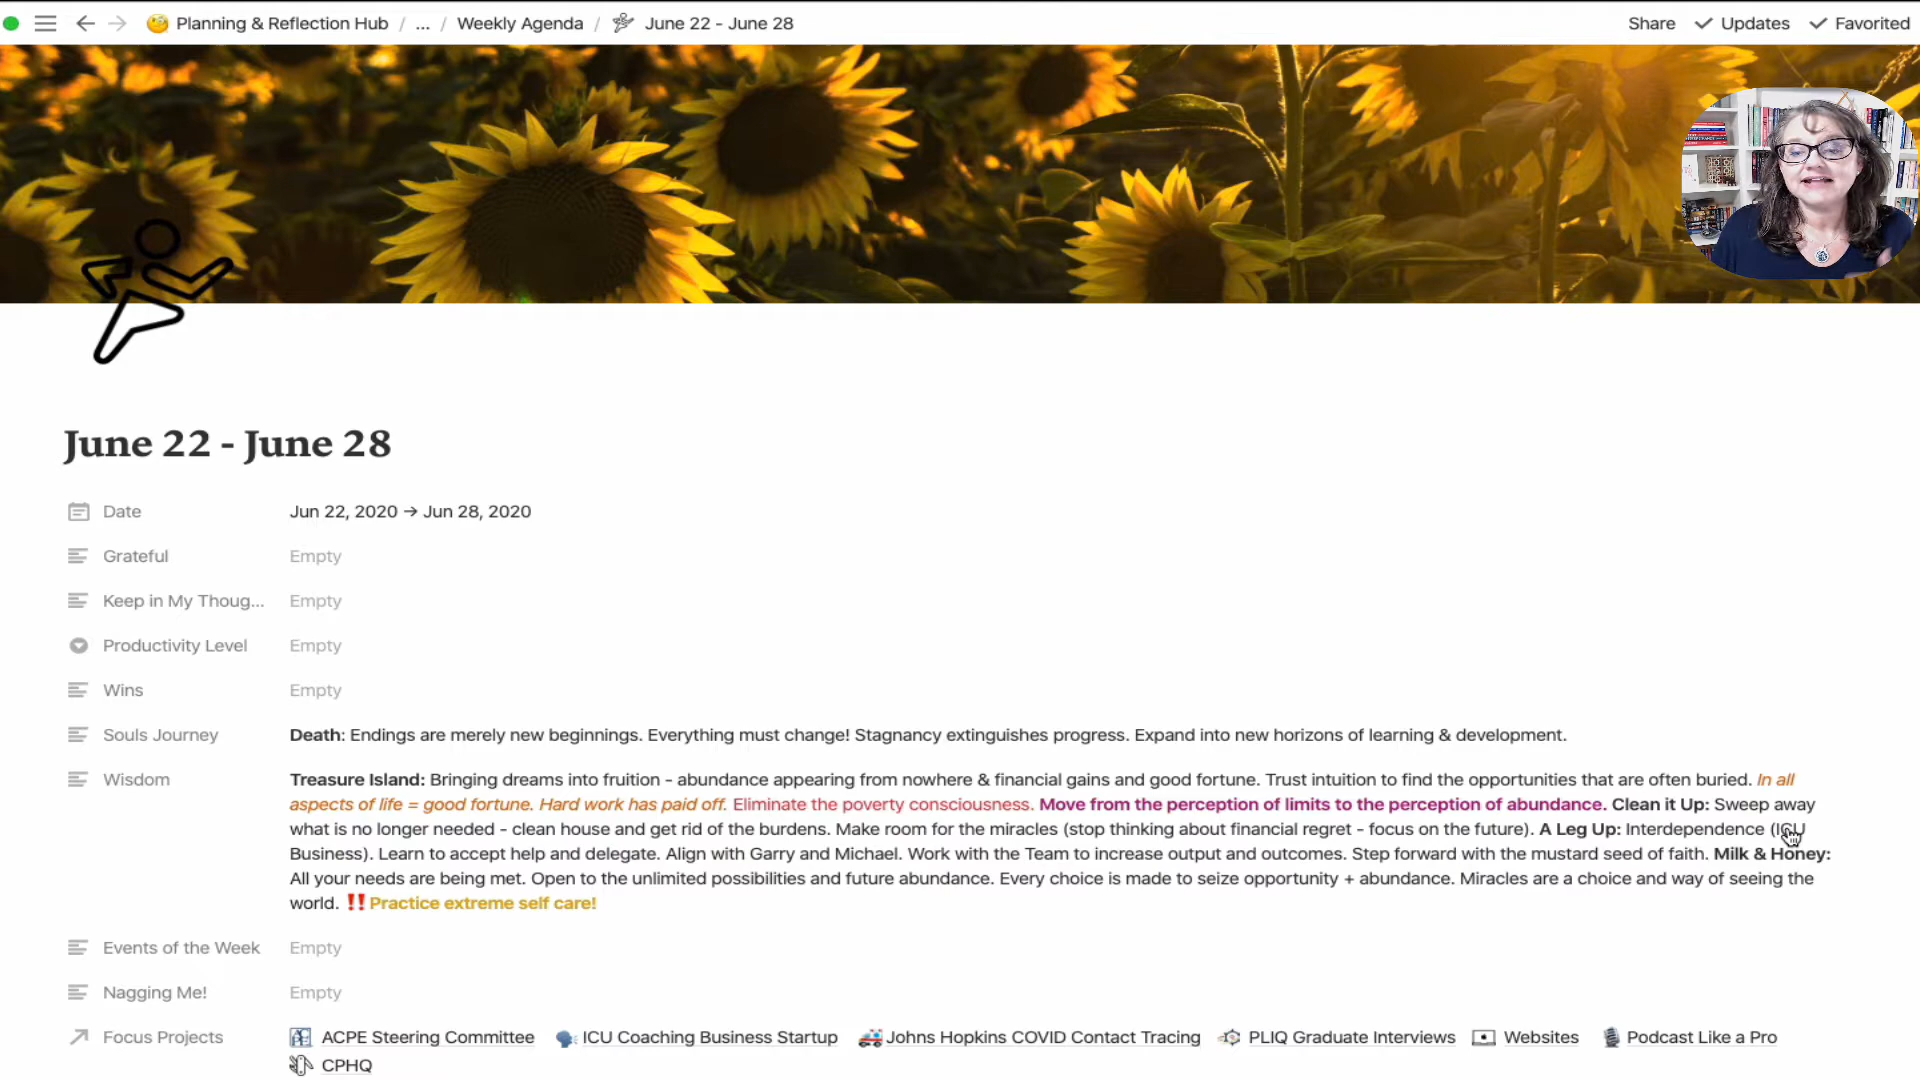 Planning & Reflection Hub / ... / Weekly Agenda / June 22 - June 28 Share Updates Favorited
June 22 - June 28
Date Jun 22, 2020 → Jun 28, 2020
Grateful Empty
Keep in My Thoug... Empty
Productivity Level Empty
Wins Empty
Souls Journey Death: Endings are merely new beginnings. Everything must change! Stagnancy extinguishes progress. Expand into new horizons of learning & development.
Wisdom Treasure Island: Bringing dreams into fruition - abundance appearing from nowhere & financial gains and good fortune. Trust intuition to find the opportunities that are often buried. In all
aspects of life = good fortune. Hard work has paid off. Eliminate the poverty consciousness. Move from the perception of limits to the perception of abundance. Clean it Up: Sweep away
what is no longer needed - clean house and get rid of the burdens. Make room for the miracles (stop thinking about financial regret - focus on the future). A Leg Up: Interdependence (ICU
Business). Learn to accept help and delegate. Align with Garry and Michael. Work with the Team to increase output and outcomes. Step forward with the mustard seed of faith. Milk & Honey:
All your needs are being met. Open to the unlimited possibilities and future abundance. Every choice is made to seize opportunity + abundance. Miracles are a choice and way of seeing the
world. ‼️Practice extreme self care!
Events of the Week Empty
Nagging Me! Empty
Focus Projects ACPE Steering Committee ICU Coaching Business Startup Johns Hopkins COVID Contact Tracing PLIQ Graduate Interviews Websites Podcast Like a Pro
CPHQ